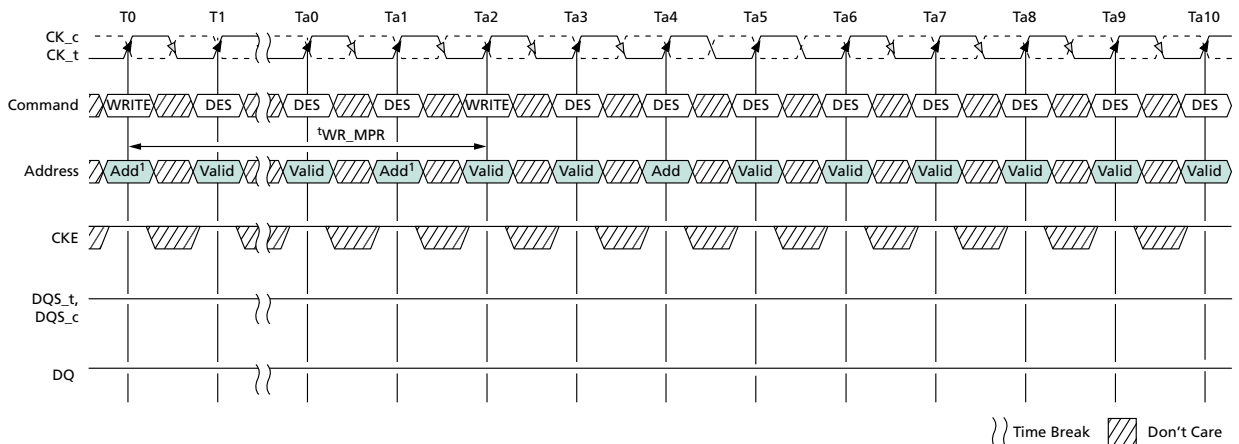 T0 T1 Ta0 Ta1 Ta2 Ta3 Ta4 Ta5 Ta6 Ta7 Ta8 Ta9 Ta10
CK_c
CK_t
Command WRITE DES DES DES WRITE DES DES DES DES DES DES DES DES
tWR_MPR
Address Add1 Valid Valid Add1 Valid Valid Add Valid Valid Valid Valid Valid Valid
CKE
DQS_t,
DQS_c
DQ
Time Break Don't Care